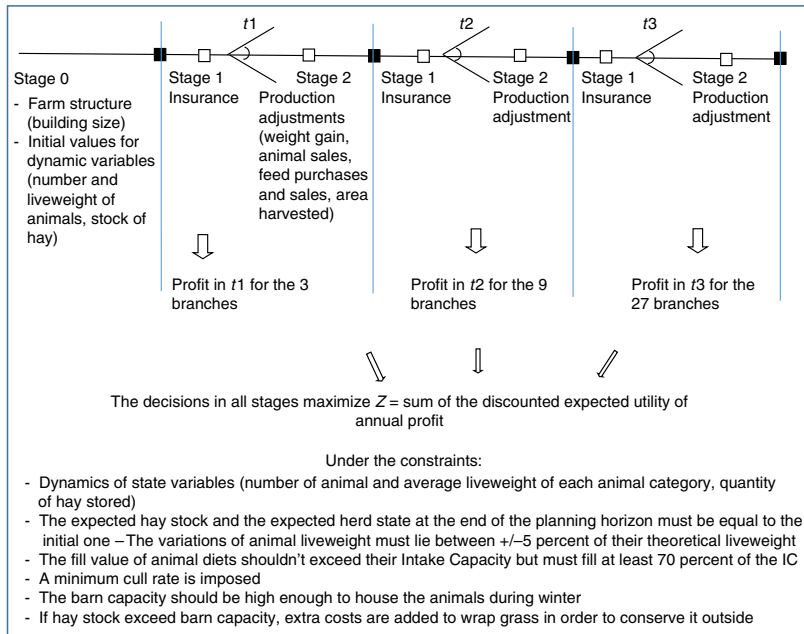 t1
t2
t3
Stage 0
- Farm structure
(building size)
- Initial values for
dynamic variables
(number and
liveweight of
animals, stock of
hay)
Stage 1
Insurance
Stage 2
Production
adjustments
(weight gain,
animal sales,
feed purchases
and sales, area
harvested)
Stage 1
Insurance
Stage 2
Production
adjustment
Stage 1
Insurance
Stage 2
Production
adjustment
Profit in t1 for the 3
branches
Profit in t2 for the 9
branches
Profit in t3 for the
27 branches
The decisions in all stages maximize Z = sum of the discounted expected utility of
annual profit
Under the constraints:
- Dynamics of state variables (number of animal and average liveweight of each animal category, quantity
of hay stored)
- The expected hay stock and the expected herd state at the end of the planning horizon must be equal to the
initial one – The variations of animal liveweight must lie between +/–5 percent of their theoretical liveweight
- The fill value of animal diets shouldn't exceed their Intake Capacity but must fill at least 70 percent of the IC
- A minimum cull rate is imposed
- The barn capacity should be high enough to house the animals during winter
- If hay stock exceed barn capacity, extra costs are added to wrap grass in order to conserve it outside